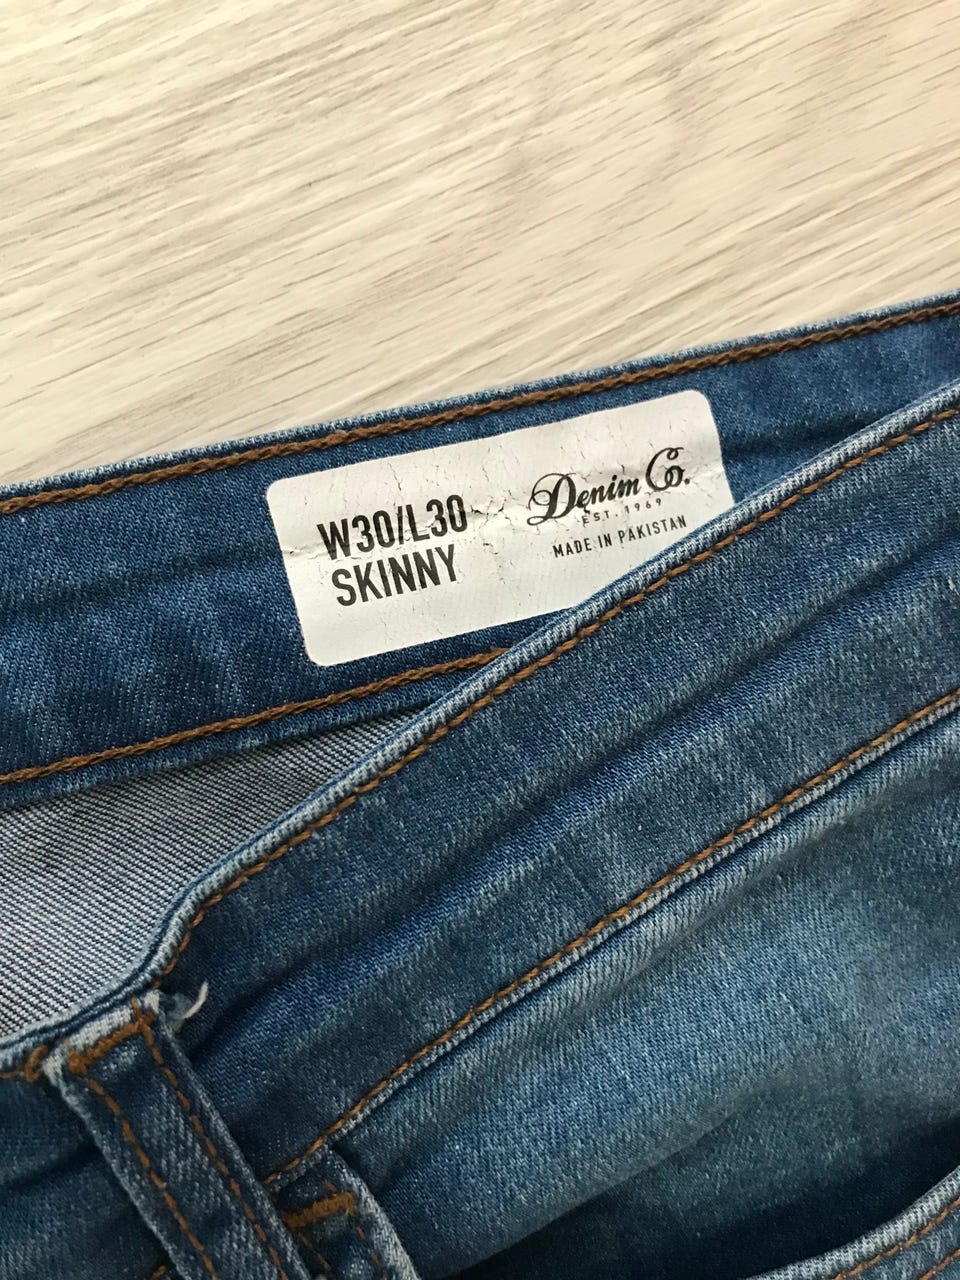 W30/L30
SKINNY
Denim Co.
EST. 1969
MADE IN PAKISTAN